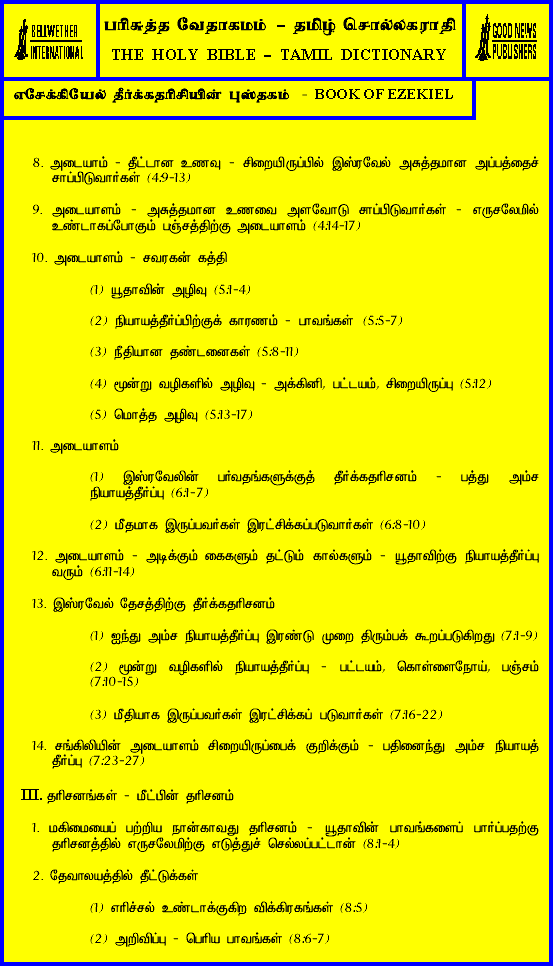 BELLWETHER
INTERNATIONAL
பரிசுத்த வேதாகமம் – தமிழ் சொல்லகராதி
THE HOLY BIBLE – TAMIL DICTIONARY
GOOD NEWS
PUBLISHERS
எசேக்கியேல் தீர்க்கதரிசியின் புஸ்தகம் - BOOK OF EZEKIEL
8. அடையாம் - தீட்டான உணவு - சிறையிருப்பில் இஸ்ரவேல் அசுத்தமான அப்பத்தைச்
சாப்பிடுவார்கள் (4:9-13)
9. அடையாளம் - அசுத்தமான உணவை அளவோடு சாப்பிடுவார்கள் - எருசலேமில்
உண்டாகப்போகும் பஞ்சத்திற்கு அடையாளம் (4:14-17)
10. அடையாளம் - சவரகன் கத்தி
(1) யூதாவின் அழிவு (5:1-4)
(2) நியாயத்தீர்ப்பிற்குக் காரணம் - பாவங்கள் (5:5-7)
(3) நீதியான தண்டனைகள் (5:8-11)
(4) மூன்று வழிகளில் அழிவு - அக்கினி, பட்டயம், சிறையிருப்பு (5:12)
(5) மொத்த அழிவு (5:13-17)
11. அடையாளம்
(1) இஸ்ரவேலின் பர்வதங்களுக்குத் தீர்க்கதரிசனம் - பத்து அம்ச
நியாயத்தீர்ப்பு (6:1-7)
(2) மீதமாக இருப்பவர்கள் இரட்சிக்கப்படுவார்கள் (6:8-10)
12. அடையாளம் - அடிக்கும் கைகளும் தட்டும் கால்களும் - யூதாவிற்கு நியாயத்தீர்ப்பு
வரும் (6:11-14)
13. இஸ்ரவேல் தேசத்திற்கு தீர்க்கதரிசனம்
(1) ஐந்து அம்ச நியாயத்தீர்ப்பு இரண்டு முறை திரும்பக் கூறப்படுகிறது (7:1-9)
(2) மூன்று வழிகளில் நியாயத்தீர்ப்பு - பட்டயம், கொள்ளைநோய், பஞ்சம்
(7:10-15)
(3) மீதியாக இருப்பவர்கள் இரட்சிக்கப் படுவார்கள் (7:16-22)
14. சங்கிலியின் அடையாளம் சிறையிருப்பைக் குறிக்கும் - பதினைந்து அம்ச நியாயத்
தீர்ப்பு (7:23-27)
III. தரிசனங்கள் - மீட்பின் தரிசனம்
1. மகிமையைப் பற்றிய நான்காவது தரிசனம் - யூதாவின் பாவங்களைப் பார்ப்பதற்கு
தரிசனத்தில் எருசலேமிற்கு எடுத்துச் செல்லப்பட்டான் (8:1-4)
2. தேவாலயத்தில் தீட்டுக்கள்
(1) எரிச்சல் உண்டாக்குகிற விக்கிரகங்கள் (8:5)
(2) அறிவிப்பு - பெரிய பாவங்கள் (8:6-7)